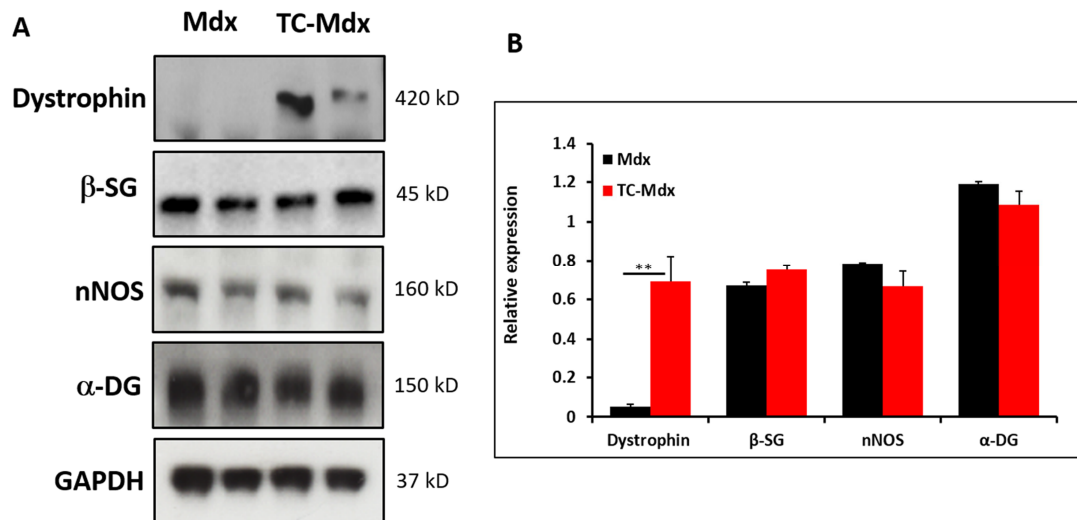 A
Mdx TC-Mdx
Dystrophin 420 kD
β-SG 45 kD
nNOS 160 kD
α-DG 150 kD
GAPDH 37 kD
B
Relative expression
1.4
1.2
1
0.8
0.6
0.4
0.2
0
Mdx
TC-Mdx
**
Dystrophin β-SG nNOS α-DG